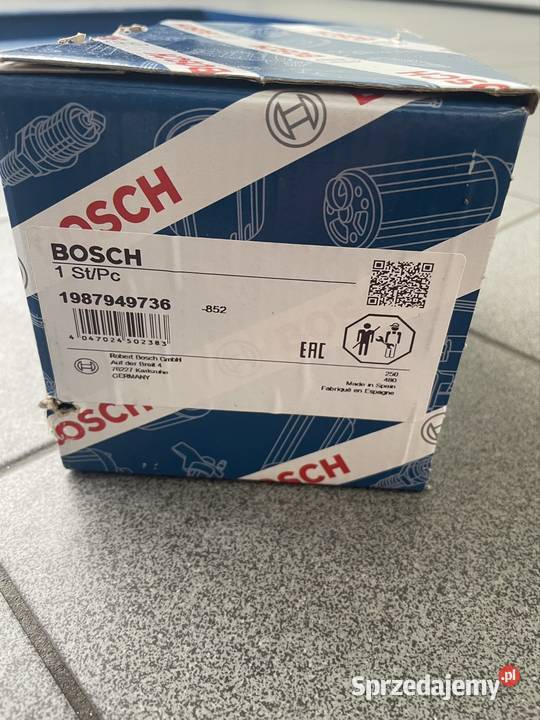 BOSCH
BOSCH
BOSCH
BOSCH
1 St/Pc
1987949736
-852
4 047024 502383
EAC
Robert Bosch GmbH
Auf der Breit 4
76227 Karlsruhe
GERMANY
250
480
Made in Spain
Fabriqué en Espagne
BOSCH
BOSCH
Sprzedajemy.pl